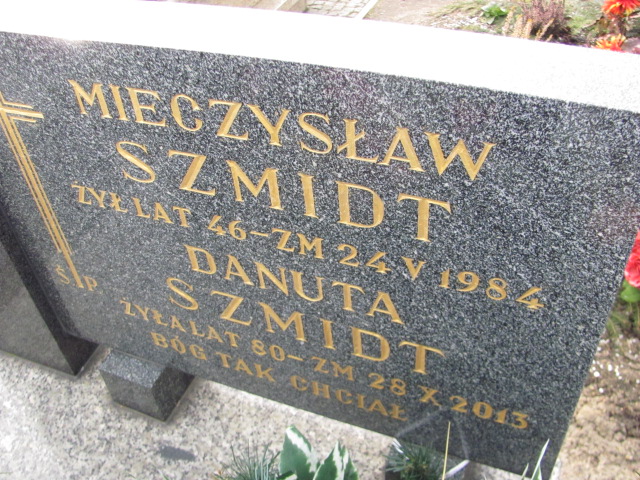 MIECZYSŁAW
SZMIDT
ŻYŁ LAT 46 - ZM 24 V 1984
DANUTA
SZMIDT
ŻYŁA LAT 80 - ZM 28 X 2013
BÓG TAK CHCIAŁ
Ś P